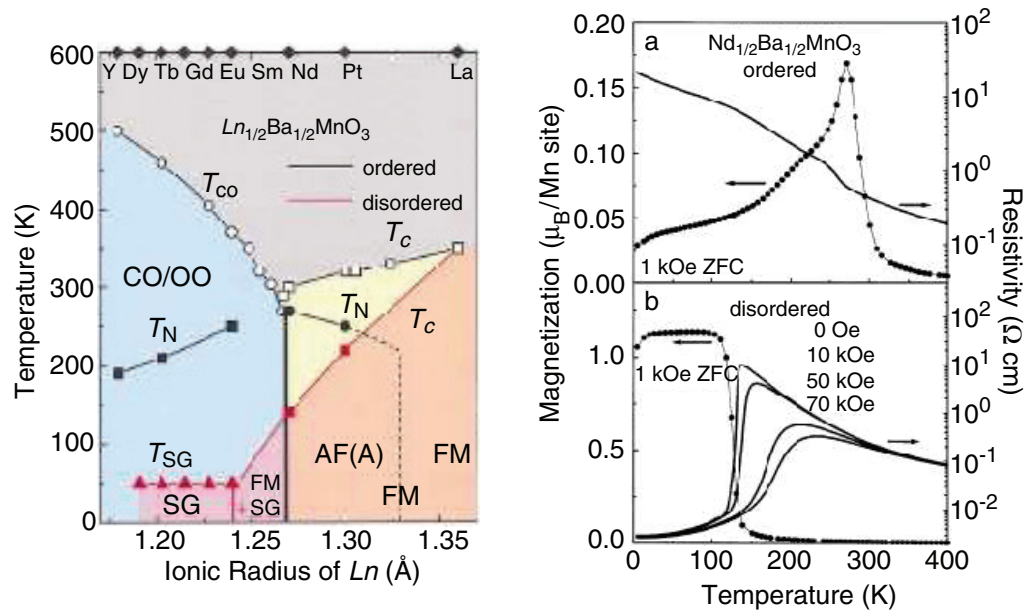 600
500
400
300
200
100
0
Temperature (K)
Y Dy Tb Gd Eu Sm Nd Pt La
Ln1/2Ba1/2MnO3
ordered
disordered
TCO
Tc
CO/OO
TN
TN
Tc
TSG
SG
FM
+
SG
AF(A)
FM
FM
1.20 1.25 1.30 1.35
Ionic Radius of Ln (Å)
a
Nd1/2Ba1/2MnO3
ordered
1 kOe ZFC
0.20
0.15
0.10
0.05
0.00
Magnetization (μB/Mn site)
10²
10¹
10⁰
10⁻¹
Resistivity (Ω cm)
b
disordered
0 Oe
10 kOe
50 kOe
70 kOe
1 kOe ZFC
1.0
0.5
0.0
10²
10¹
10⁰
10⁻¹
10⁻²
0 100 200 300 400
Temperature (K)